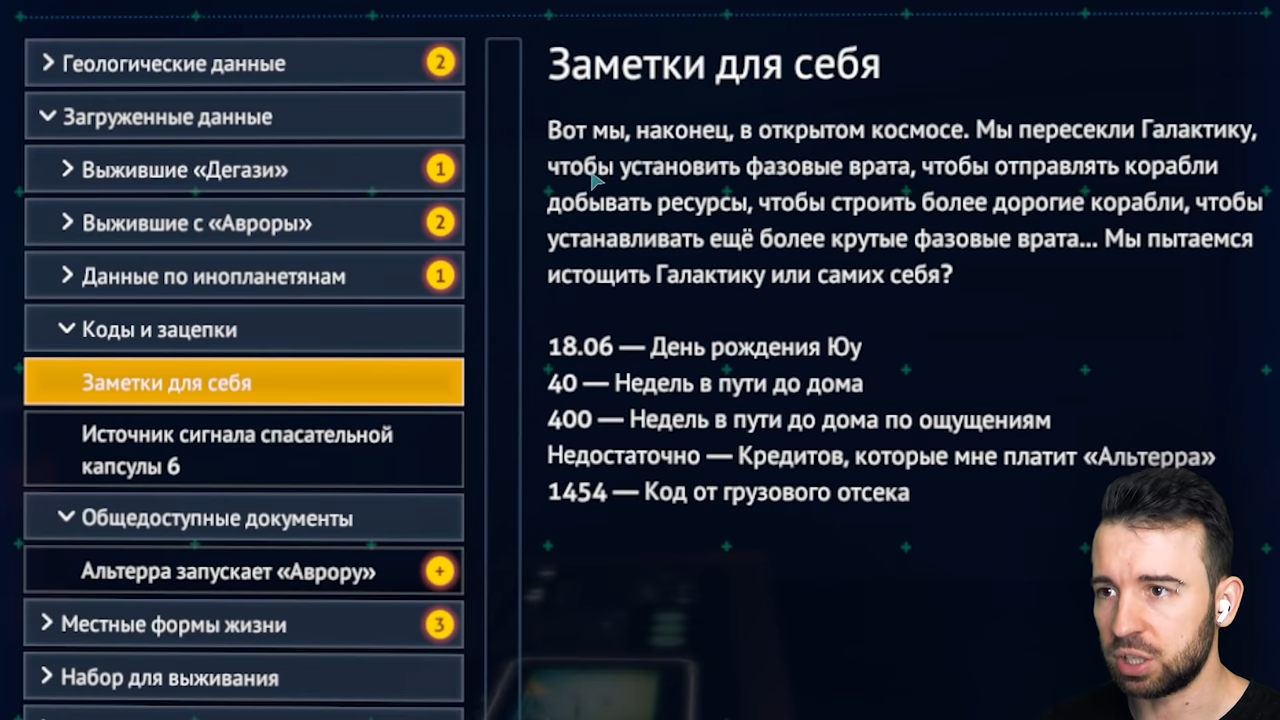 Геологические данные 2
Загруженные данные
Выжившие «Дегази» 1
Выжившие с «Авроры» 2
Данные по инопланетянам 1
Коды и зацепки
Заметки для себя
Источник сигнала спасательной
капсулы 6
Общедоступные документы
Альтерра запускает «Аврору» +
Местные формы жизни 3
Набор для выживания
Заметки для себя
Вот мы, наконец, в открытом космосе. Мы пересекли Галактику,
чтобы установить фазовые врата, чтобы отправлять корабли
добывать ресурсы, чтобы строить более дорогие корабли, чтобы
устанавливать ещё более крутые фазовые врата... Мы пытаемся
истощить Галактику или самих себя?
18.06 — День рождения Юу
40 — Недель в пути до дома
400 — Недель в пути до дома по ощущениям
Недостаточно — Кредитов, которые мне платит «Альтерра»
1454 — Код от грузового отсека